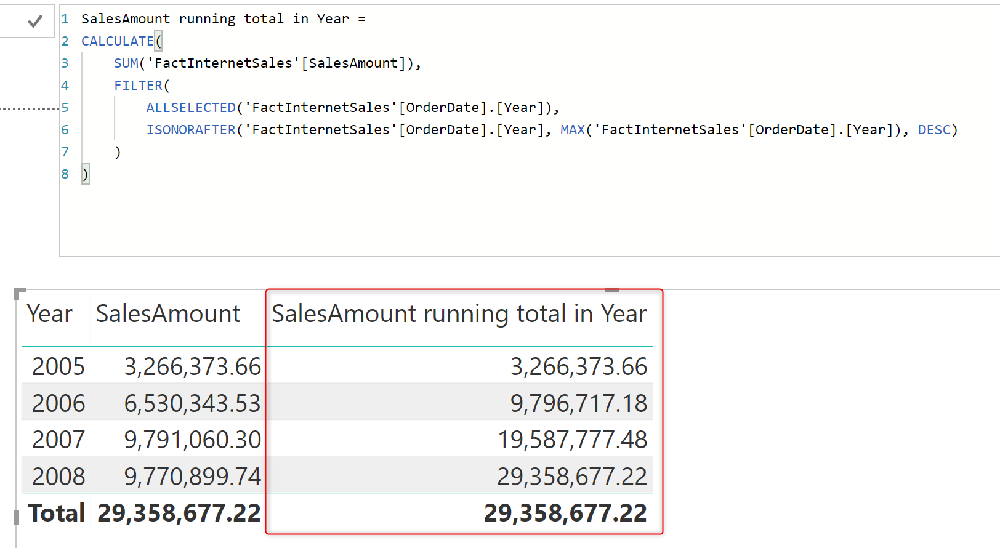 1 SalesAmount running total in Year =
2 CALCULATE(
3 SUM('FactInternetSales'[SalesAmount]),
4 FILTER(
5 ALLSELECTED('FactInternetSales'[OrderDate].[Year]),
6 ISONORAFTER('FactInternetSales'[OrderDate].[Year], MAX('FactInternetSales'[OrderDate].[Year]), DESC)
7 )
8 )
Year SalesAmount SalesAmount running total in Year
2005 3,266,373.66 3,266,373.66
2006 6,530,343.53 9,796,717.18
2007 9,791,060.30 19,587,777.48
2008 9,770,899.74 29,358,677.22
Total 29,358,677.22 29,358,677.22